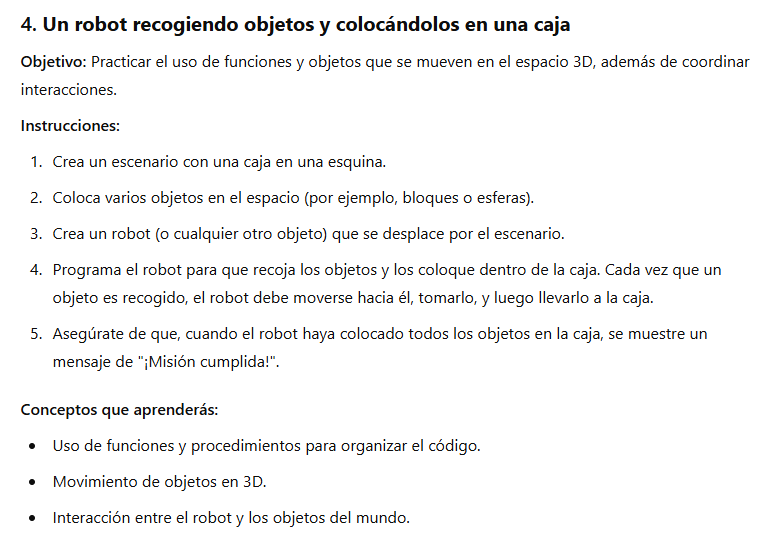 4. Un robot recogiendo objetos y colocándolos en una caja
Objetivo: Practicar el uso de funciones y objetos que se mueven en el espacio 3D, además de coordinar
interacciones.
Instrucciones:
1. Crea un escenario con una caja en una esquina.
2. Coloca varios objetos en el espacio (por ejemplo, bloques o esferas).
3. Crea un robot (o cualquier otro objeto) que se desplace por el escenario.
4. Programa el robot para que recoja los objetos y los coloque dentro de la caja. Cada vez que un
objeto es recogido, el robot debe moverse hacia él, tomarlo, y luego llevarlo a la caja.
5. Asegúrate de que, cuando el robot haya colocado todos los objetos en la caja, se muestre un
mensaje de "¡Misión cumplida!".
Conceptos que aprenderás:
• Uso de funciones y procedimientos para organizar el código.
• Movimiento de objetos en 3D.
• Interacción entre el robot y los objetos del mundo.